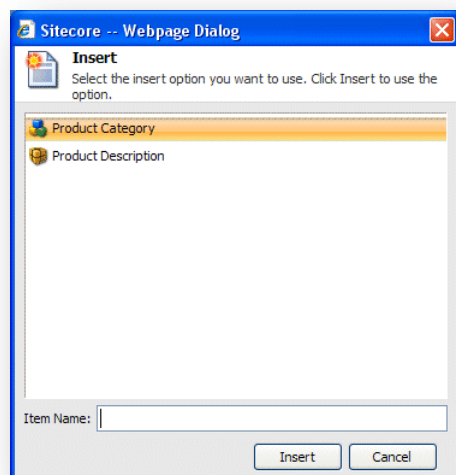 Sitecore -- Webpage Dialog
Insert
Select the insert option you want to use. Click Insert to use the
option.
Product Category
Product Description
Item Name:
Insert Cancel